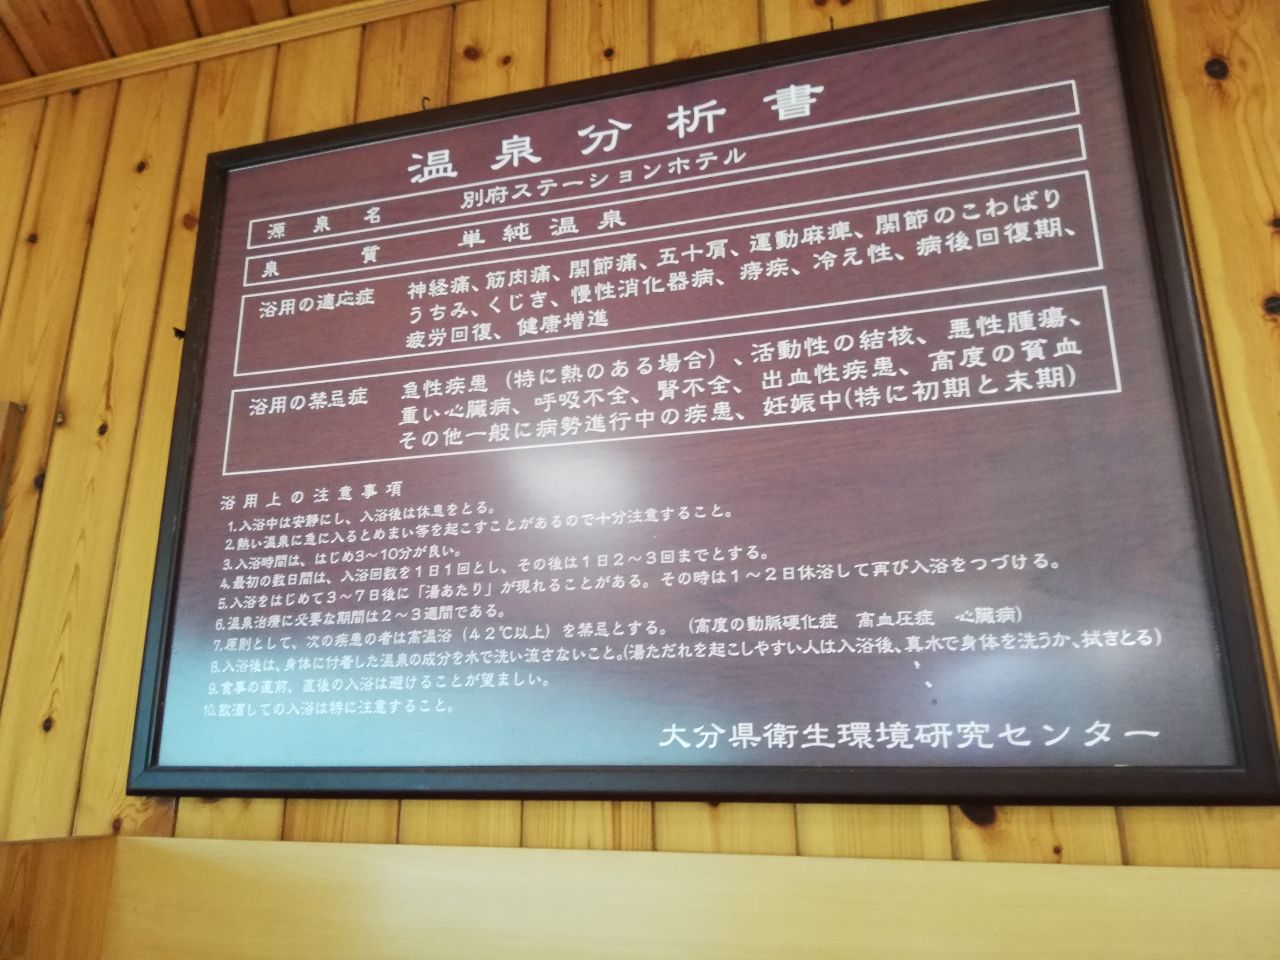 温泉分析書
源泉名 別府ステーションホテル
泉質 単純温泉
浴用の適応症 神経痛、筋肉痛、関節痛、五十肩、運動麻痺、関節のこわばり
うちみ、くじき、慢性消化器病、痔疾、冷え性、病後回復期、
疲労回復、健康増進
浴用の禁忌症 急性疾患（特に熱のある場合）、活動性の結核、悪性腫瘍、
重い心臓病、呼吸不全、腎不全、出血性疾患、高度の貧血
その他一般に病勢進行中の疾患、妊娠中(特に初期と末期)
浴用上の注意事項
1.入浴中は安静にし、入浴後は休息をとる。
2.熱い温泉に急に入るとめまい等を起こすことがあるので十分注意すること。
3.入浴時間は、はじめ3〜10分が良い。
4.最初の数日間は、入浴回数を1日1回とし、その後は1日2〜3回までとする。
5.入浴をはじめて3〜7日後に「湯あたり」が現れることがある。その時は1〜2日休浴して再び入浴をつづける。
6.温泉治療に必要な期間は2〜3週間である。
7.原則として、次の疾患の者は高温浴（42℃以上）を禁忌とする。（高度の動脈硬化症 高血圧症 心臓病）
8.入浴後は、身体に付着した温泉の成分を水で洗い流さないこと。(湯ただれを起こしやすい人は入浴後、真水で身体を洗うか、拭きとる)
9.食事の直前、直後の入浴は避けることが望ましい。
10.飲酒しての入浴は特に注意すること。
大分県衛生環境研究センター